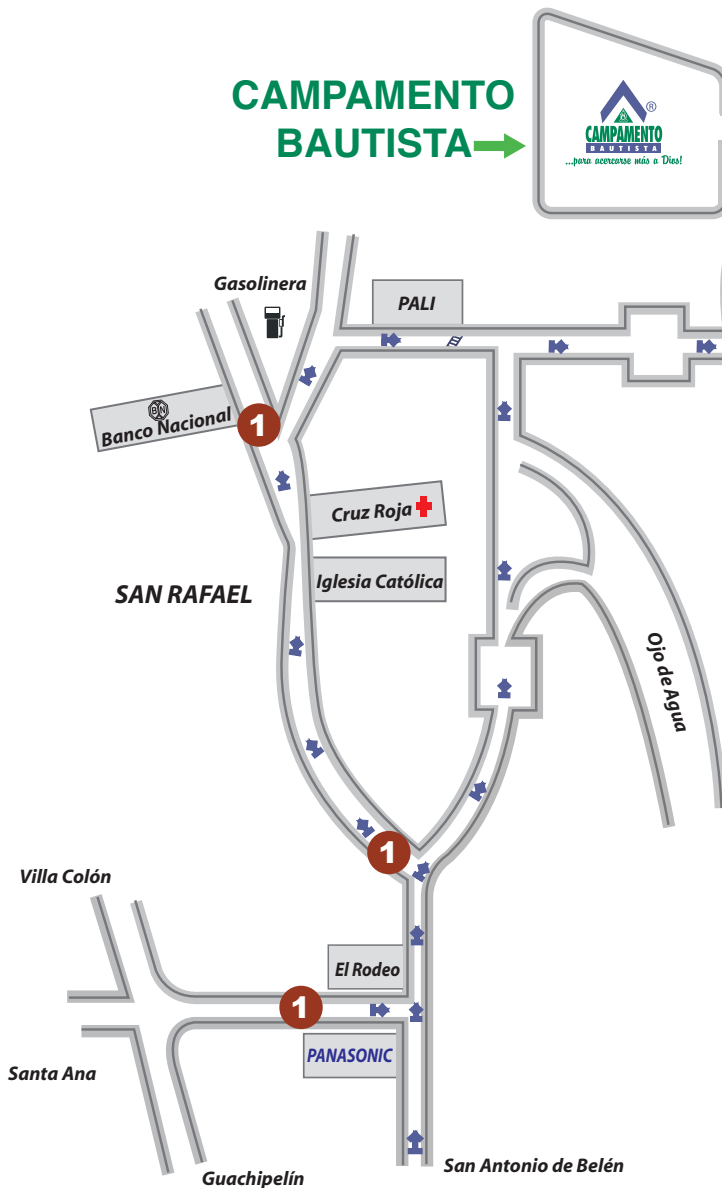 CAMPAMENTO
BAUTISTA
®
CAMPAMENTO
BAUTISTA
...para acercarse más a Dios!
Gasolinera
PALI
BN
Banco Nacional
1
Cruz Roja
Iglesia Católica
SAN RAFAEL
Ojo de Agua
1
Villa Colón
El Rodeo
1
PANASONIC
Santa Ana
San Antonio de Belén
Guachipelín